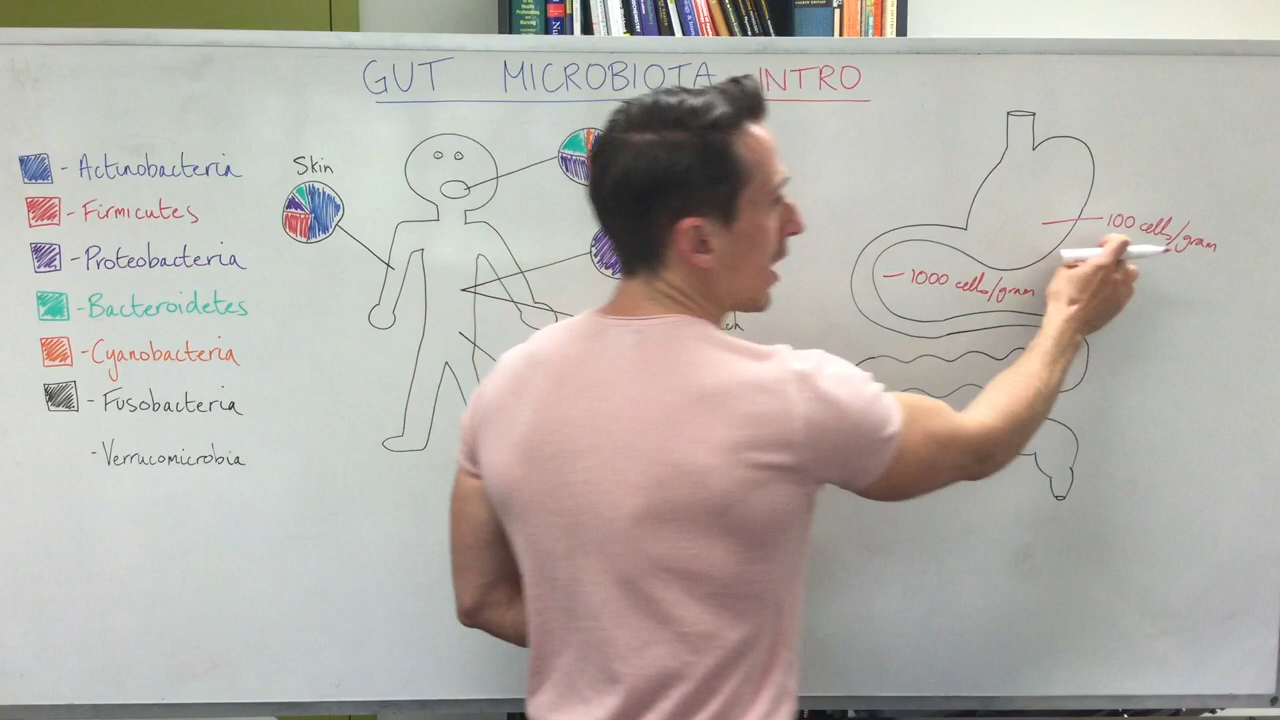 GUT MICROBIOTA INTRO
- Actinobacteria
- Firmicutes
- Proteobacteria
- Bacteroidetes
- Cyanobacteria
- Fusobacteria
- Verrucomicrobia
Skin
100 cells/gram
1000 cells/gram